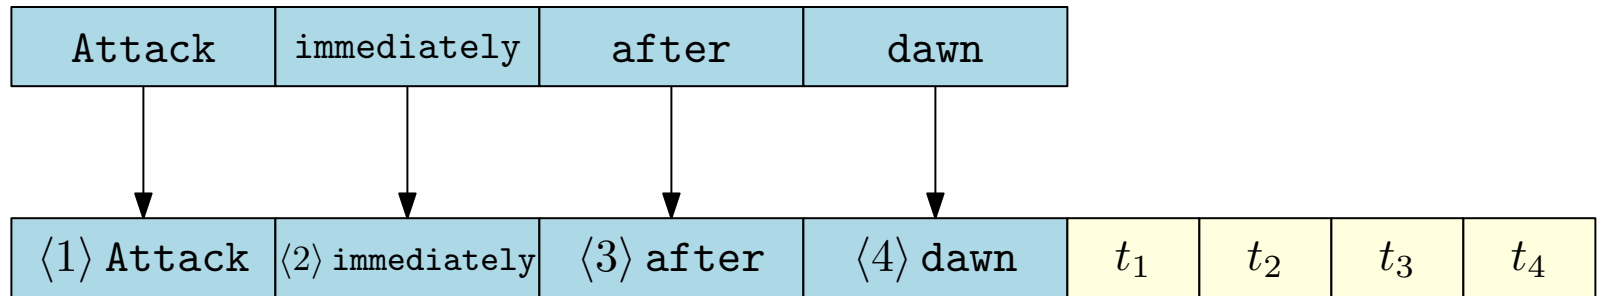 Attack immediately after dawn
⟨1⟩ Attack ⟨2⟩ immediately ⟨3⟩ after ⟨4⟩ dawn t₁ t₂ t₃ t₄